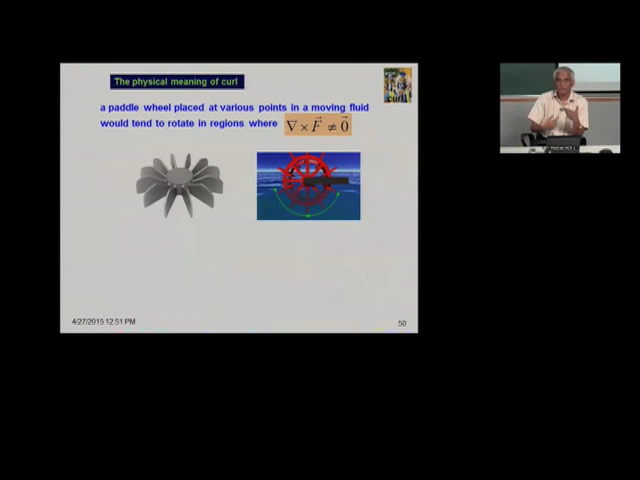 The physical meaning of curl
curl
a paddle wheel placed at various points in a moving fluid
would tend to rotate in regions where ∇ × F⃗ ≠ 0⃗
4/27/2015 12:51 PM
50